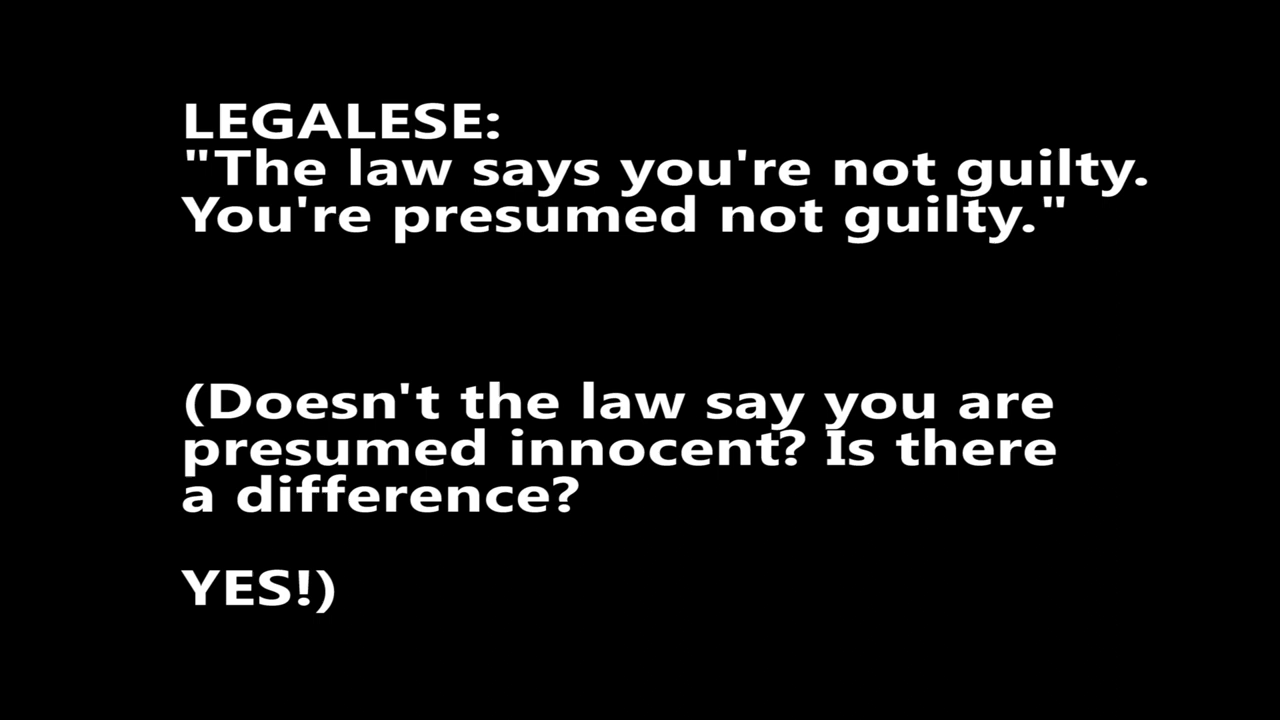 LEGALESE:
"The law says you're not guilty.
You're presumed not guilty."
(Doesn't the law say you are
presumed innocent? Is there
a difference?
YES!)